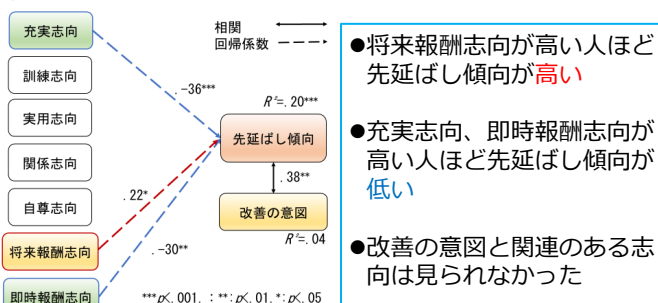 充実志向
訓練志向
実用志向
関係志向
自尊志向
将来報酬志向
即時報酬志向
相関
回帰係数
. -36***
R²=. 20***
先延ばし傾向
. 38**
. 22*
改善の意図
R²=. 04
. -30**
***p<. 001. : **: p<. 01. *: p<. 05
●将来報酬志向が高い人ほど
先延ばし傾向が高い
●充実志向、即時報酬志向が
高い人ほど先延ばし傾向が
低い
●改善の意図と関連のある志
向は見られなかった